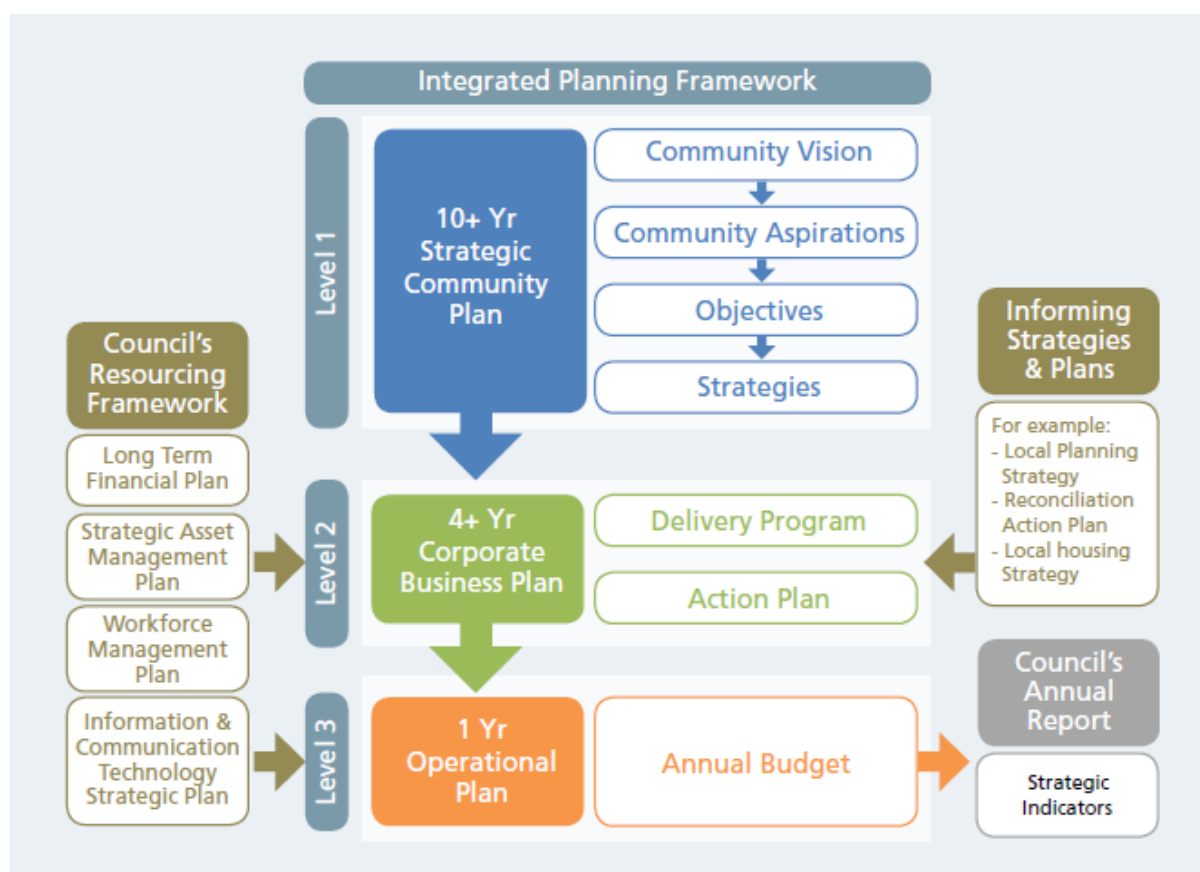 Integrated Planning Framework
Level 1
10+ Yr
Strategic
Community
Plan
Community Vision
Community Aspirations
Objectives
Strategies
Council's
Resourcing
Framework
Long Term
Financial Plan
Strategic Asset
Management
Plan
Workforce
Management
Plan
Information &
Communication
Technology
Strategic Plan
Level 2
4+ Yr
Corporate
Business Plan
Delivery Program
Action Plan
Informing
Strategies
& Plans
For example:
- Local Planning
Strategy
- Reconciliation
Action Plan
- Local housing
Strategy
Level 3
1 Yr
Operational
Plan
Annual Budget
Council's
Annual
Report
Strategic
Indicators